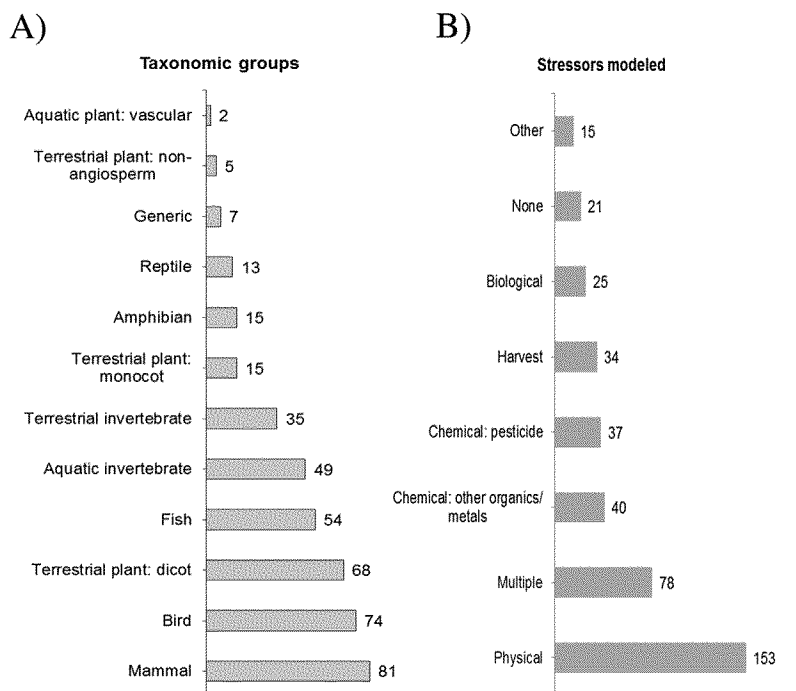 A)
Taxonomic groups
Aquatic plant: vascular 2
Terrestrial plant: non-
angiosperm 5
Generic 7
Reptile 13
Amphibian 15
Terrestrial plant:
monocot 15
Terrestrial invertebrate 35
Aquatic invertebrate 49
Fish 54
Terrestrial plant: dicot 68
Bird 74
Mammal 81
B)
Stressors modeled
Other 15
None 21
Biological 25
Harvest 34
Chemical: pesticide 37
Chemical: other organics/
metals 40
Multiple 78
Physical 153